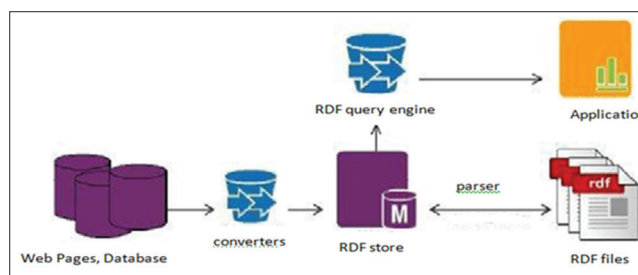 RDF query engine
Applicatio
parser
rdf
M
converters
RDF store
Web Pages, Database
RDF files